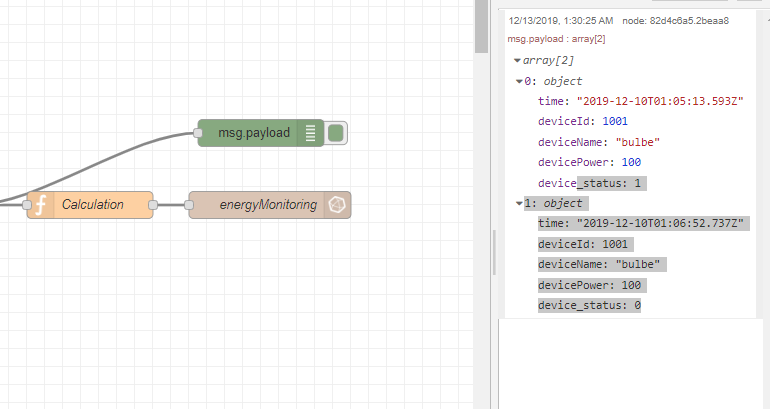 msg.payload
Calculation
energyMonitoring
12/13/2019, 1:30:25 AM node: 82d4c6a5.2beaa8
msg.payload : array[2]
array[2]
0: object
time: "2019-12-10T01:05:13.593Z"
deviceId: 1001
deviceName: "bulbe"
devicePower: 100
device_status: 1
1: object
time: "2019-12-10T01:06:52.737Z"
deviceId: 1001
deviceName: "bulbe"
devicePower: 100
device_status: 0